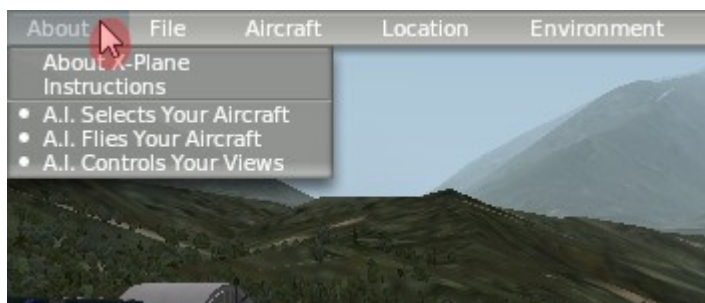 About File Aircraft Location Environment
About X-Plane
Instructions
A.I. Selects Your Aircraft
A.I. Flies Your Aircraft
A.I. Controls Your Views